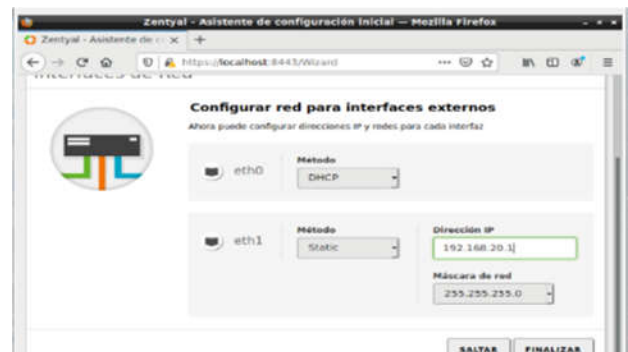 Zentyal - Asistente de configuración inicial — Mozilla Firefox
Zentyal - Asistente de
https://localhost:8443/Wizard
Configurar red para interfaces externos
Ahora puede configurar direcciones IP y redes para cada interfaz
eth0
Método
DHCP
eth1
Método
Static
Dirección IP
192.168.20.1
Máscara de red
255.255.255.0
SALTAR
FINALIZAR